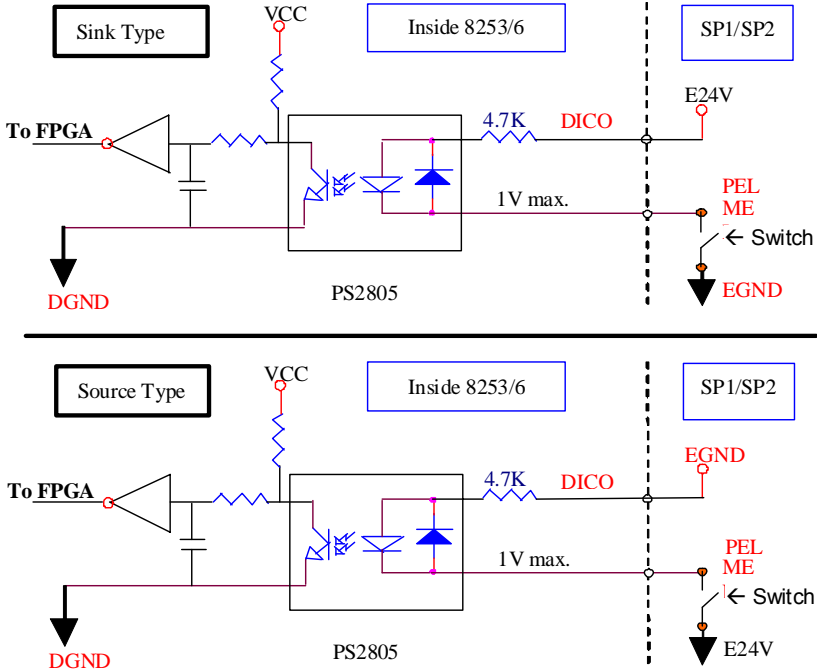 Sink Type
VCC
Inside 8253/6
SP1/SP2
To FPGA
4.7K
DICO
E24V
1V max.
PEL
ME
← Switch
DGND
PS2805
EGND
Source Type
VCC
Inside 8253/6
SP1/SP2
To FPGA
4.7K
DICO
EGND
1V max.
PEL
ME
← Switch
DGND
PS2805
E24V